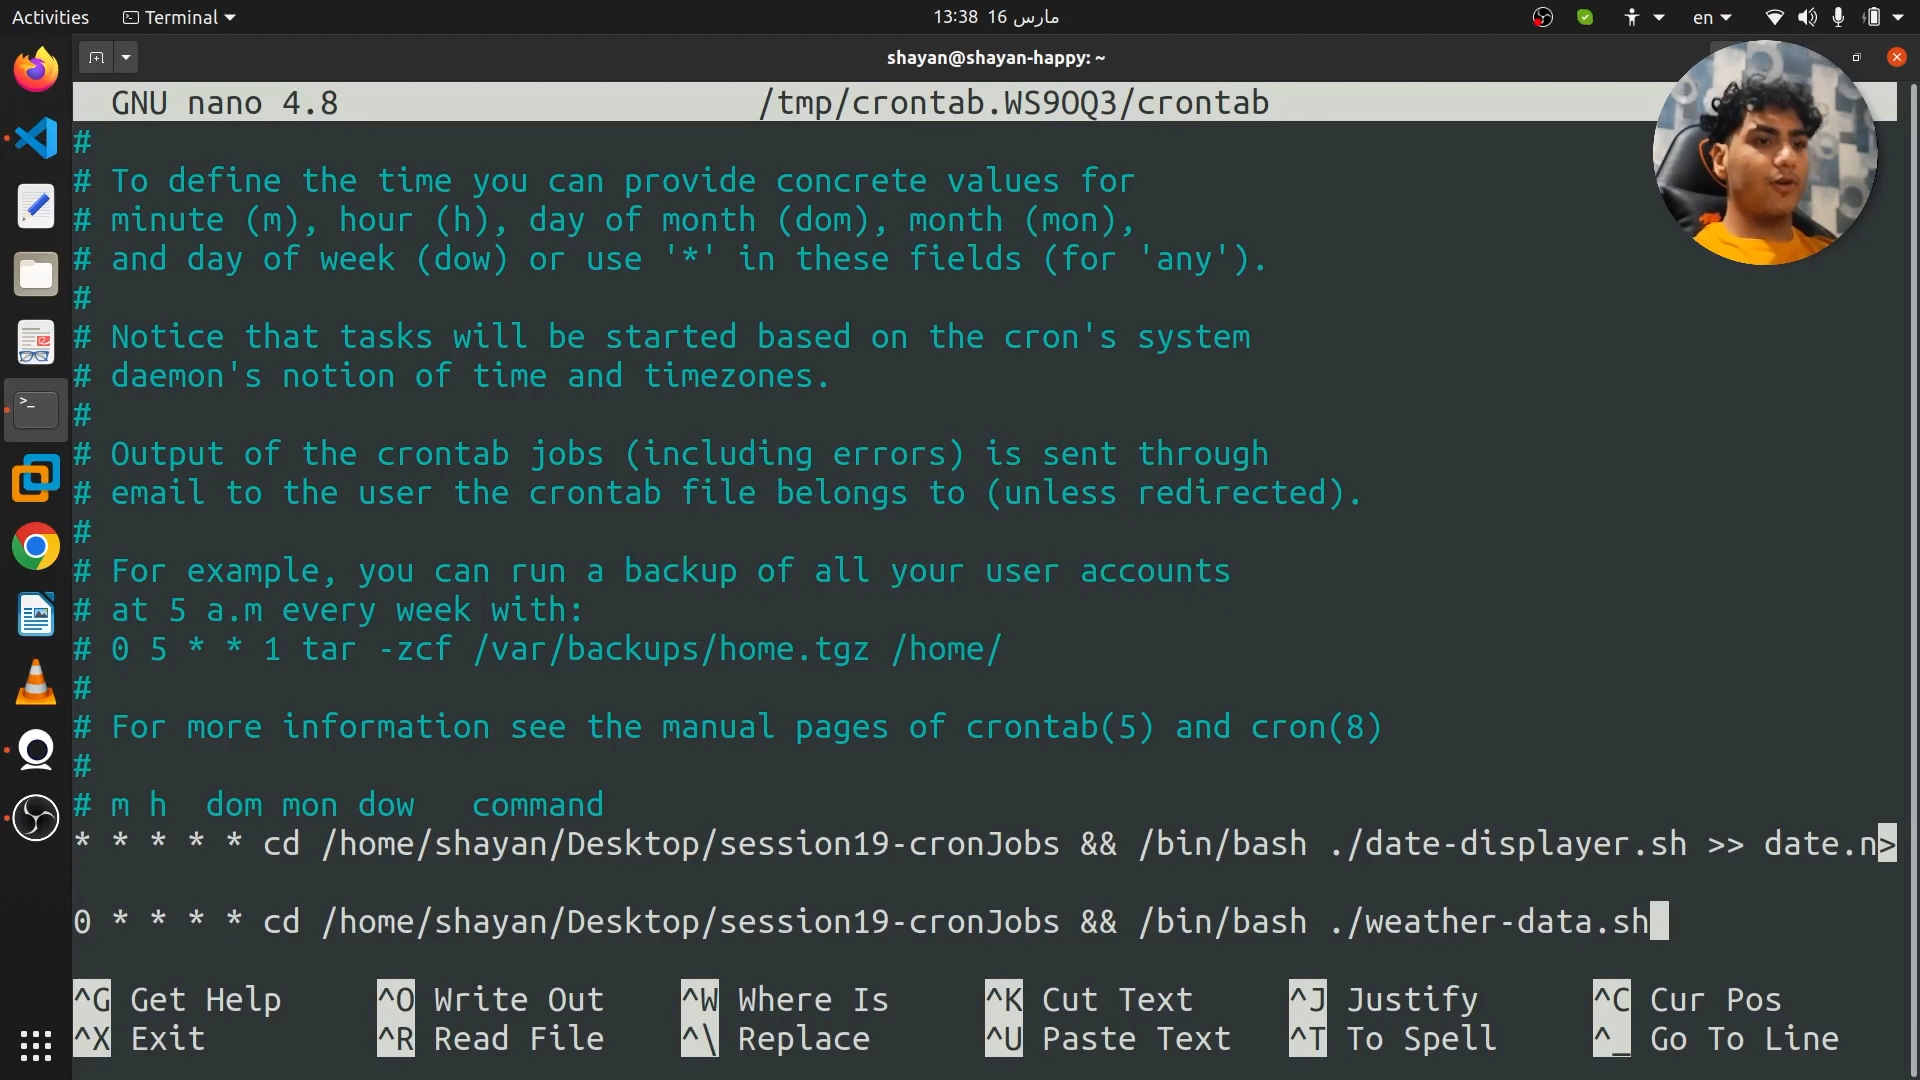 Activities
Terminal
13:38 16 مارس
en
shayan@shayan-happy: ~
GNU nano 4.8 /tmp/crontab.WS9OQ3/crontab
#
# To define the time you can provide concrete values for
# minute (m), hour (h), day of month (dom), month (mon),
# and day of week (dow) or use '*' in these fields (for 'any').
#
# Notice that tasks will be started based on the cron's system
# daemon's notion of time and timezones.
#
# Output of the crontab jobs (including errors) is sent through
# email to the user the crontab file belongs to (unless redirected).
#
# For example, you can run a backup of all your user accounts
# at 5 a.m every week with:
# 0 5 * * 1 tar -zcf /var/backups/home.tgz /home/
#
# For more information see the manual pages of crontab(5) and cron(8)
#
# m h  dom mon dow   command
* * * * * cd /home/shayan/Desktop/session19-cronJobs && /bin/bash ./date-displayer.sh >> date.n>
0 * * * * cd /home/shayan/Desktop/session19-cronJobs && /bin/bash ./weather-data.sh
^G Get Help ^O Write Out ^W Where Is ^K Cut Text ^J Justify ^C Cur Pos
^X Exit ^R Read File ^\ Replace ^U Paste Text ^T To Spell ^_ Go To Line